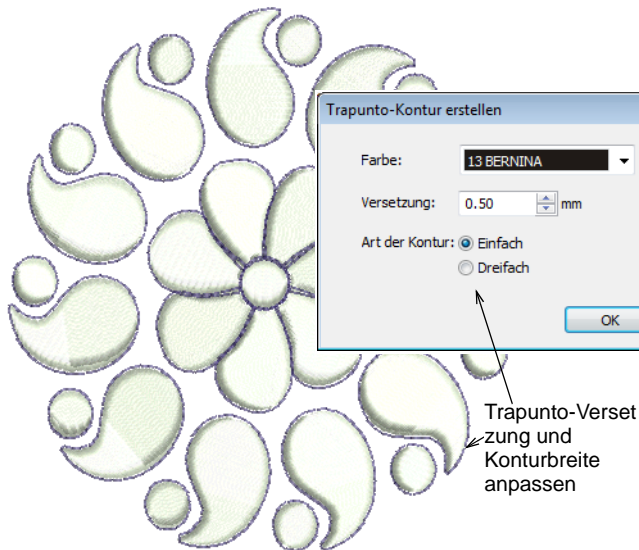 Trapunto-Kontur erstellen
Farbe: 13 BERNINA
Versetzung: 0.50 mm
Art der Kontur: Einfach
Dreifach
OK
Trapunto-Verset
zung und
Konturbreite
anpassen